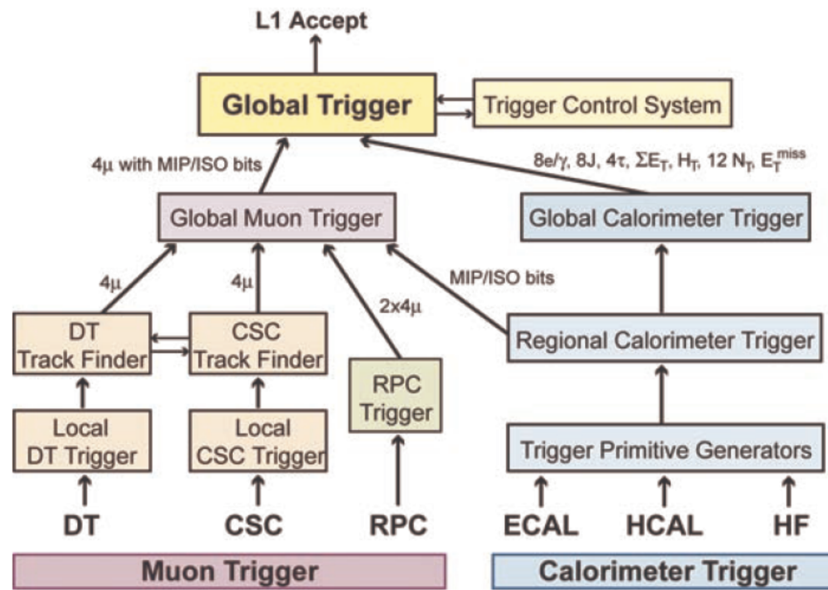 L1 Accept
Global Trigger
Trigger Control System
4μ with MIP/ISO bits
8e/γ, 8J, 4τ, ΣE_T, H_T, 12 N_T, E_T^miss
Global Muon Trigger
Global Calorimeter Trigger
4μ
4μ
2x4μ
MIP/ISO bits
DT
Track Finder
CSC
Track Finder
Regional Calorimeter Trigger
RPC
Trigger
Local
DT Trigger
Local
CSC Trigger
Trigger Primitive Generators
DT
CSC
RPC
ECAL
HCAL
HF
Muon Trigger
Calorimeter Trigger